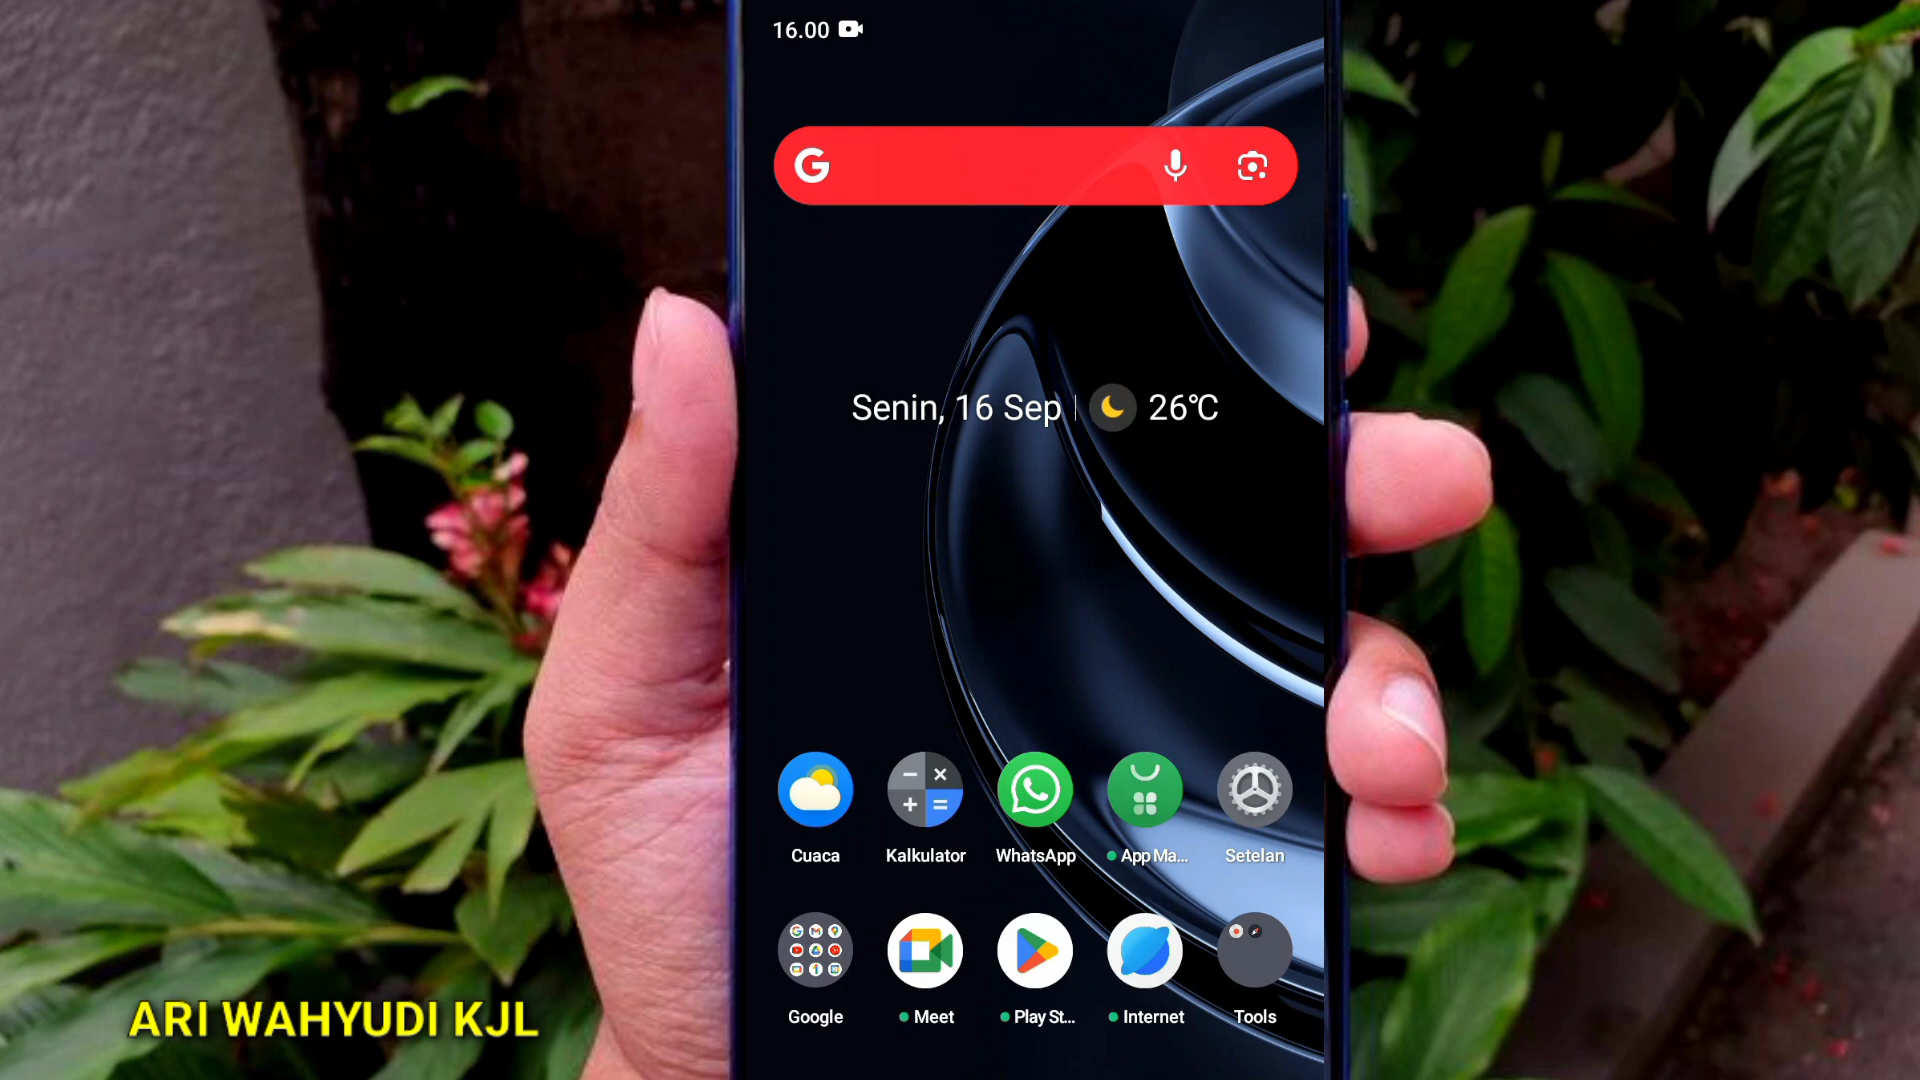 16.00
G
Senin, 16 Sep | 26°C
Cuaca
Kalkulator
WhatsApp
App Ma...
Setelan
Google
Meet
Play St...
Internet
Tools
ARI WAHYUDI KJL